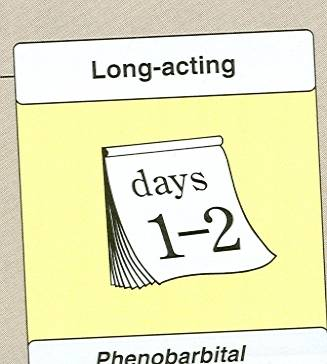 Long-acting
days
1–2
Phenobarbital